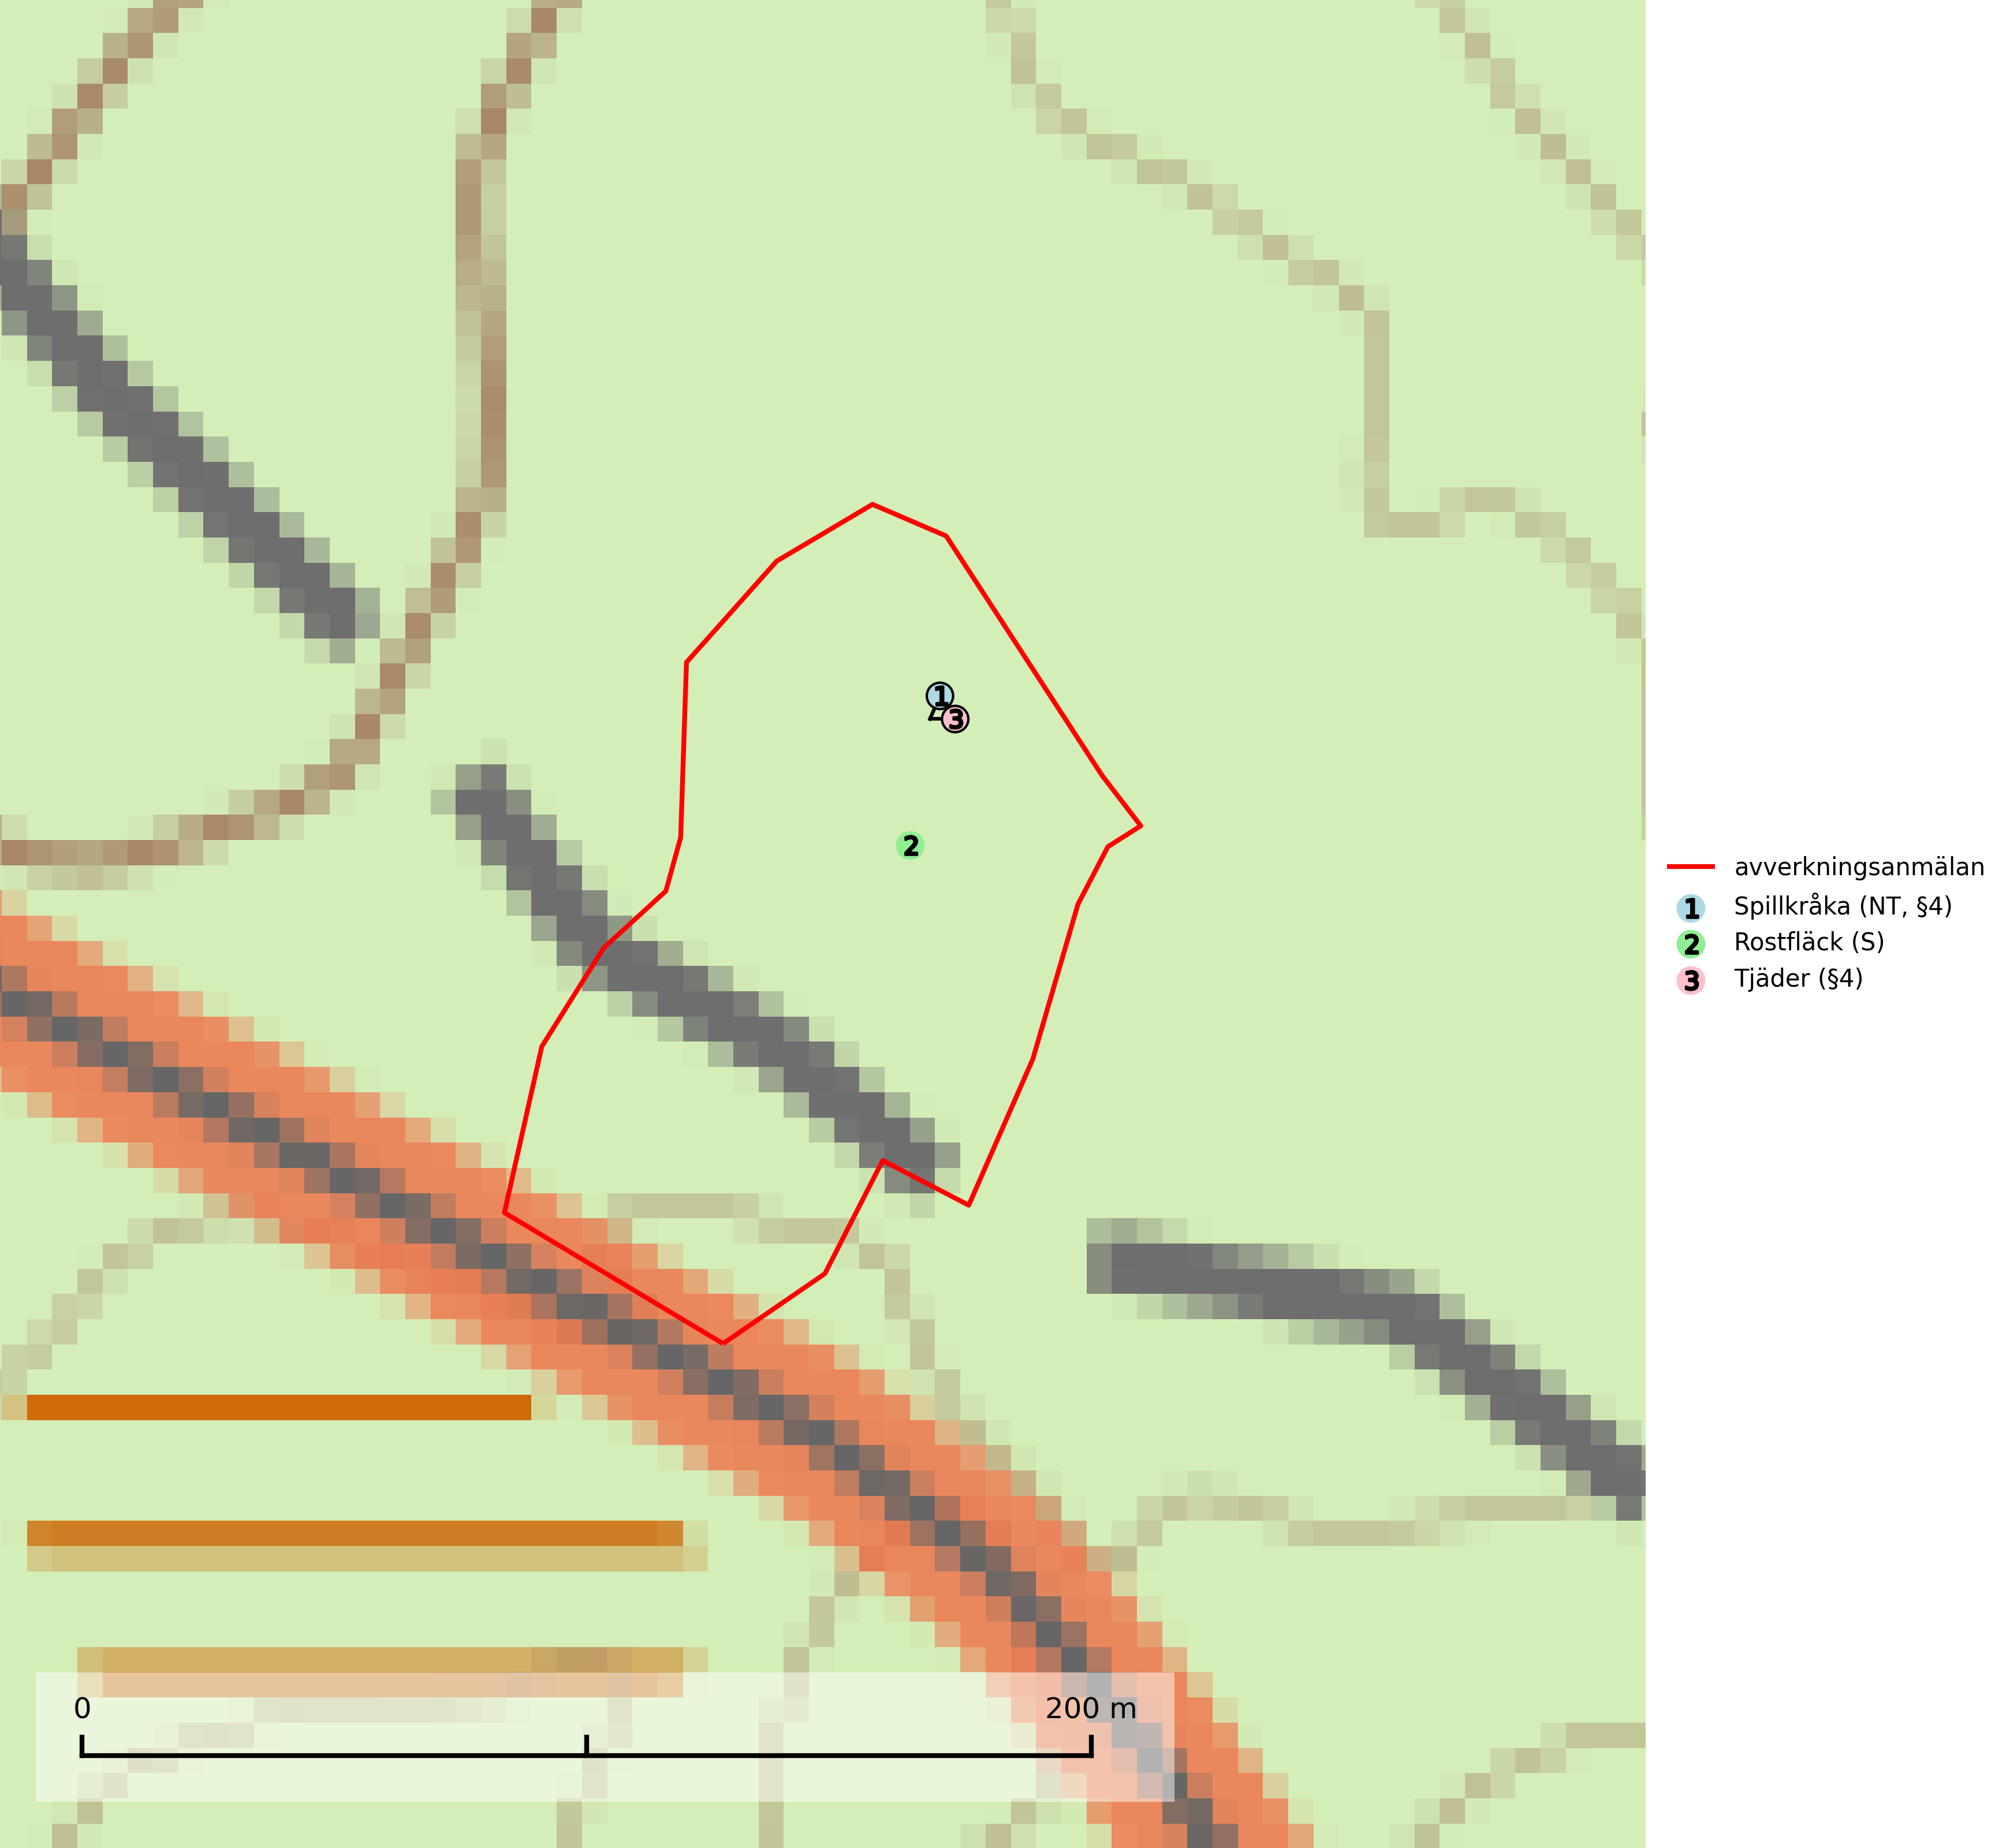 1
3
2
avverkningsanmälan
1 Spillkråka (NT, §4)
2 Rostfläck (S)
3 Tjäder (§4)
0 200 m